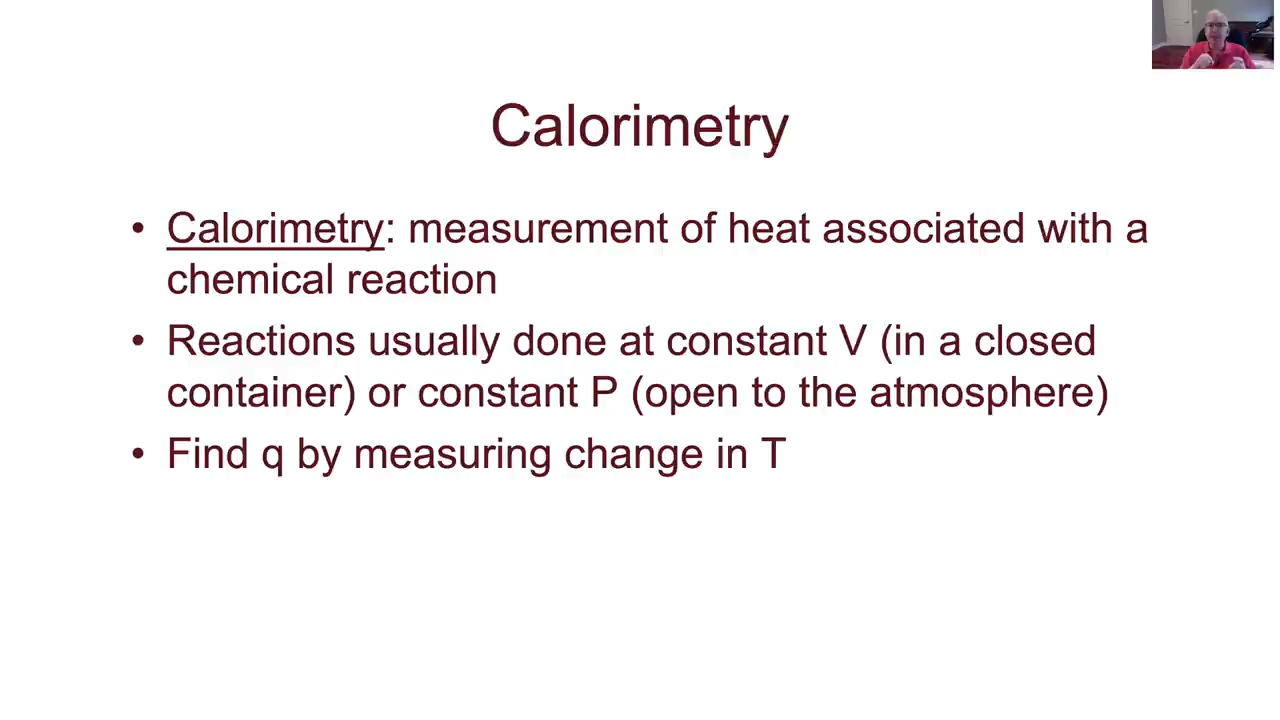 Calorimetry
• Calorimetry: measurement of heat associated with a
chemical reaction
• Reactions usually done at constant V (in a closed
container) or constant P (open to the atmosphere)
• Find q by measuring change in T